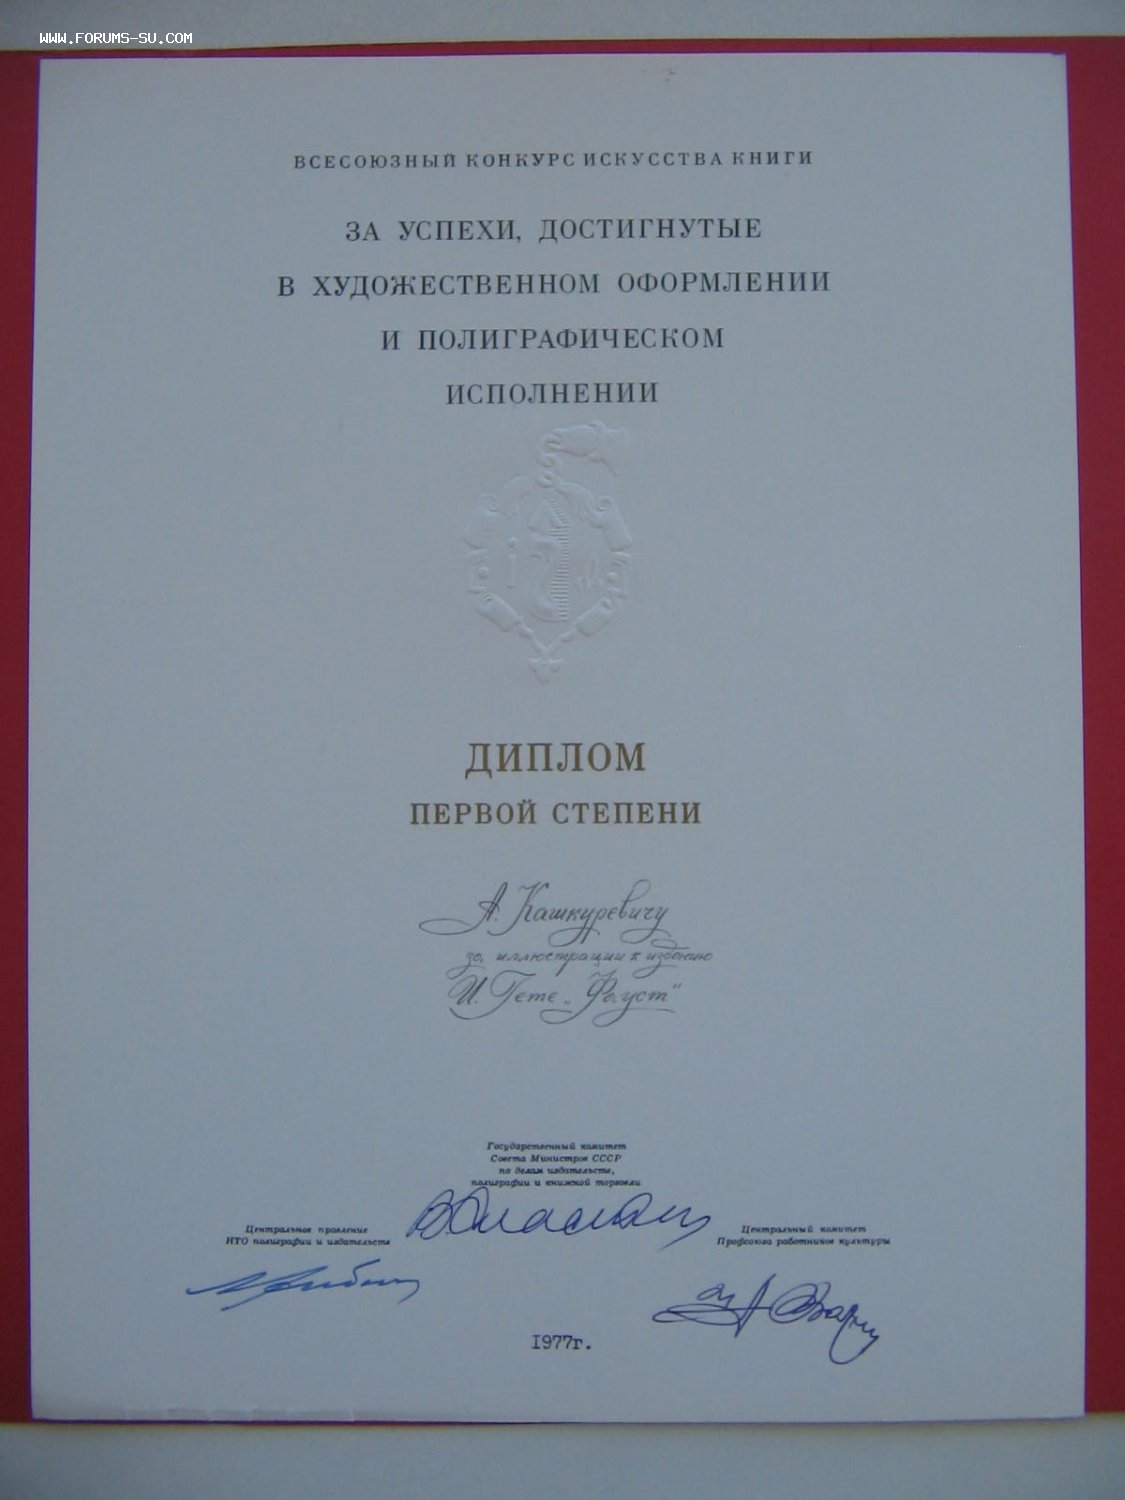 WWW.FORUMS-SU.COM
ВСЕСОЮЗНЫЙ КОНКУРС ИСКУССТВА КНИГИ
ЗА УСПЕХИ, ДОСТИГНУТЫЕ
В ХУДОЖЕСТВЕННОМ ОФОРМЛЕНИИ
И ПОЛИГРАФИЧЕСКОМ
ИСПОЛНЕНИИ
ДИПЛОМ
ПЕРВОЙ СТЕПЕНИ
А. Кашкуревичу
за иллюстрации к изданию
И. Гете „Фауст"
Государственный комитет
Совета Министров СССР
по делам издательств,
полиграфии и книжной торговли
Центральное правление
НТО полиграфии и издательств
Центральный комитет
Профсоюза работников культуры
1977г.